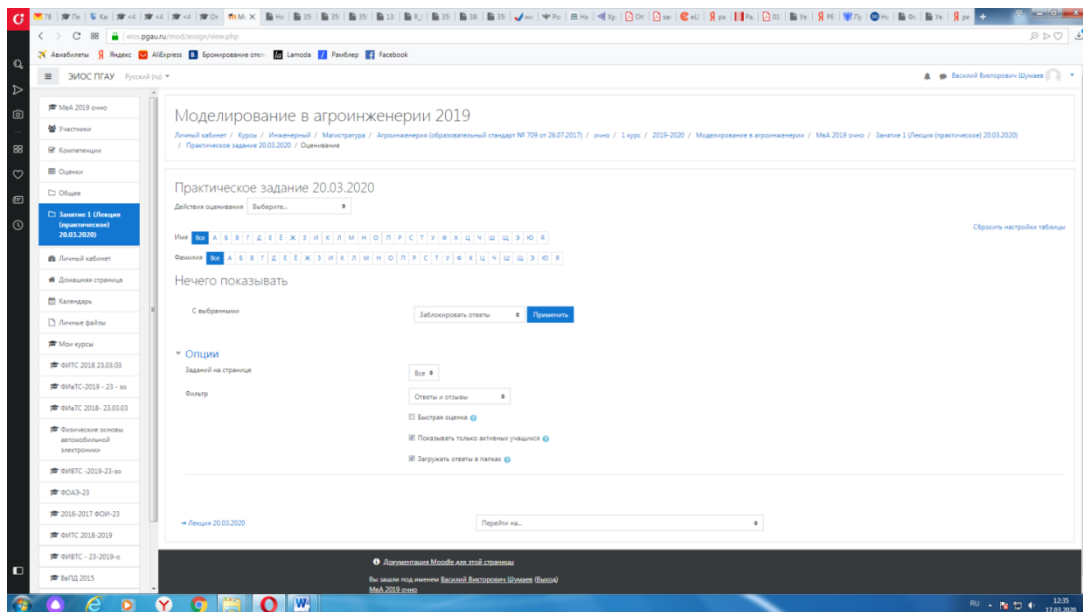 eios.pgau.ru/mod/assign/view.php
Авиабилеты Яндекс AliExpress Бронирование отел Lamoda Рамблер Facebook
ЭИОС ПГАУ Русский (ru)
Василий Викторович Шумаев
МвА 2019 очно
Участники
Компетенции
Оценки
Общее
Занятие 1 (Лекция
(практическое)
20.03.2020)
Личный кабинет
Домашняя страница
Календарь
Личные файлы
Мои курсы
ФИТС 2018 23.03.03
ФИвТС-2019 - 23 - зо
ФИвТС 2018- 23.03.03
Физические основы
автомобильной
электроники
ФИВТС -2019-23-зо
ФОАЭ-23
2016-2017 ФОИ-23
ФИТС 2018-2019
ФИВТС - 23-2019-о
ВеПД 2015
Моделирование в агроинженерии 2019
Личный кабинет / Курсы / Инженерный / Магистратура / Агроинженерия (образовательный стандарт № 709 от 26.07.2017) / очно / 1 курс / 2019-2020 / Моделирование в агроинженерии / МвА 2019 очно / Занятие 1 (Лекция (практическое) 20.03.2020)
/ Практическое задание 20.03.2020 / Оценивание
Практическое задание 20.03.2020
Действия оценивания Выберите...
Сбросить настройки таблицы
Имя Все А Б В Г Д Е Ё Ж З И К Л М Н О П Р С Т У Ф Х Ц Ч Ш Щ Э Ю Я
Фамилия Все А Б В Г Д Е Ё Ж З И К Л М Н О П Р С Т У Ф Х Ц Ч Ш Щ Э Ю Я
Нечего показывать
С выбранными Заблокировать ответы Применить
Опции
Заданий на странице Все
Фильтр Ответы и отзывы
Быстрая оценка
Показывать только активных учащихся
Загружать ответы в папках
Лекция 20.03.2020 Перейти на...
Документация Moodle для этой страницы
Вы зашли под именем Василий Викторович Шумаев (Выход)
МвА 2019 очно
RU 12:35
17.03.2020